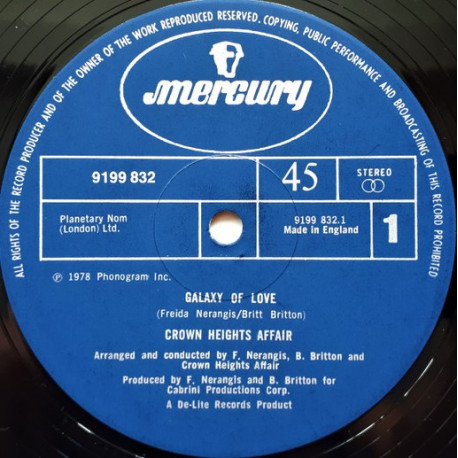 ALL RIGHTS OF THE RECORD PRODUCER AND OF THE OWNER OF THE WORK REPRODUCED RESERVED. COPYING, PUBLIC PERFORMANCE AND BROADCASTING OF THIS RECORD PROHIBITED
mercury
9199 832
45
STEREO
Planetary Nom
(London) Ltd.
9199 832.1
Made in England
1
℗ 1978 Phonogram Inc.
GALAXY OF LOVE
(Freida Nerangis/Britt Britton)
CROWN HEIGHTS AFFAIR
Arranged and conducted by F. Nerangis, B. Britton and
Crown Heights Affair
Produced by F. Nerangis and B. Britton for
Cabrini Productions Corp.
A De-Lite Records Product